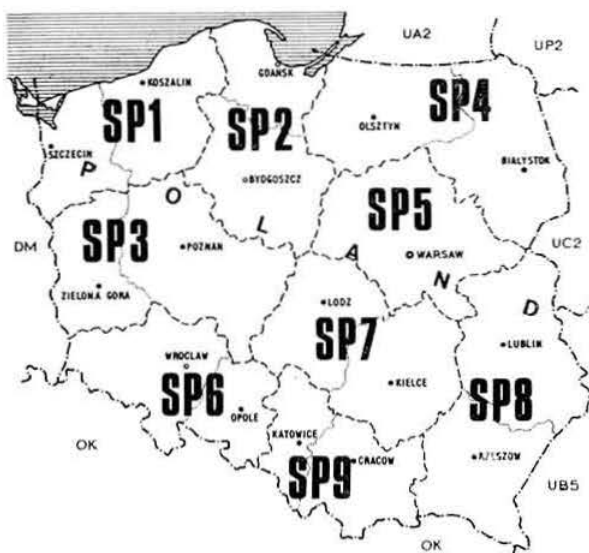 UA2
UP2
KOSZALIN
GDANSK
SP1
SP2
SP4
OLSZTYN
SZCZECIN
P
BIALYSTOK
O
BYDGOSZCZ
SP5
L
DM
SP3
POZNAN
A
WARSAW
UC2
N
ZIELONA GORA
LODZ
D
SP7
LUBLIN
WROCLAW
KIELCE
SP6
SP8
OPOLE
OK
KATOWICE
CRACOW
RZESZOW
SP9
UB5
OK